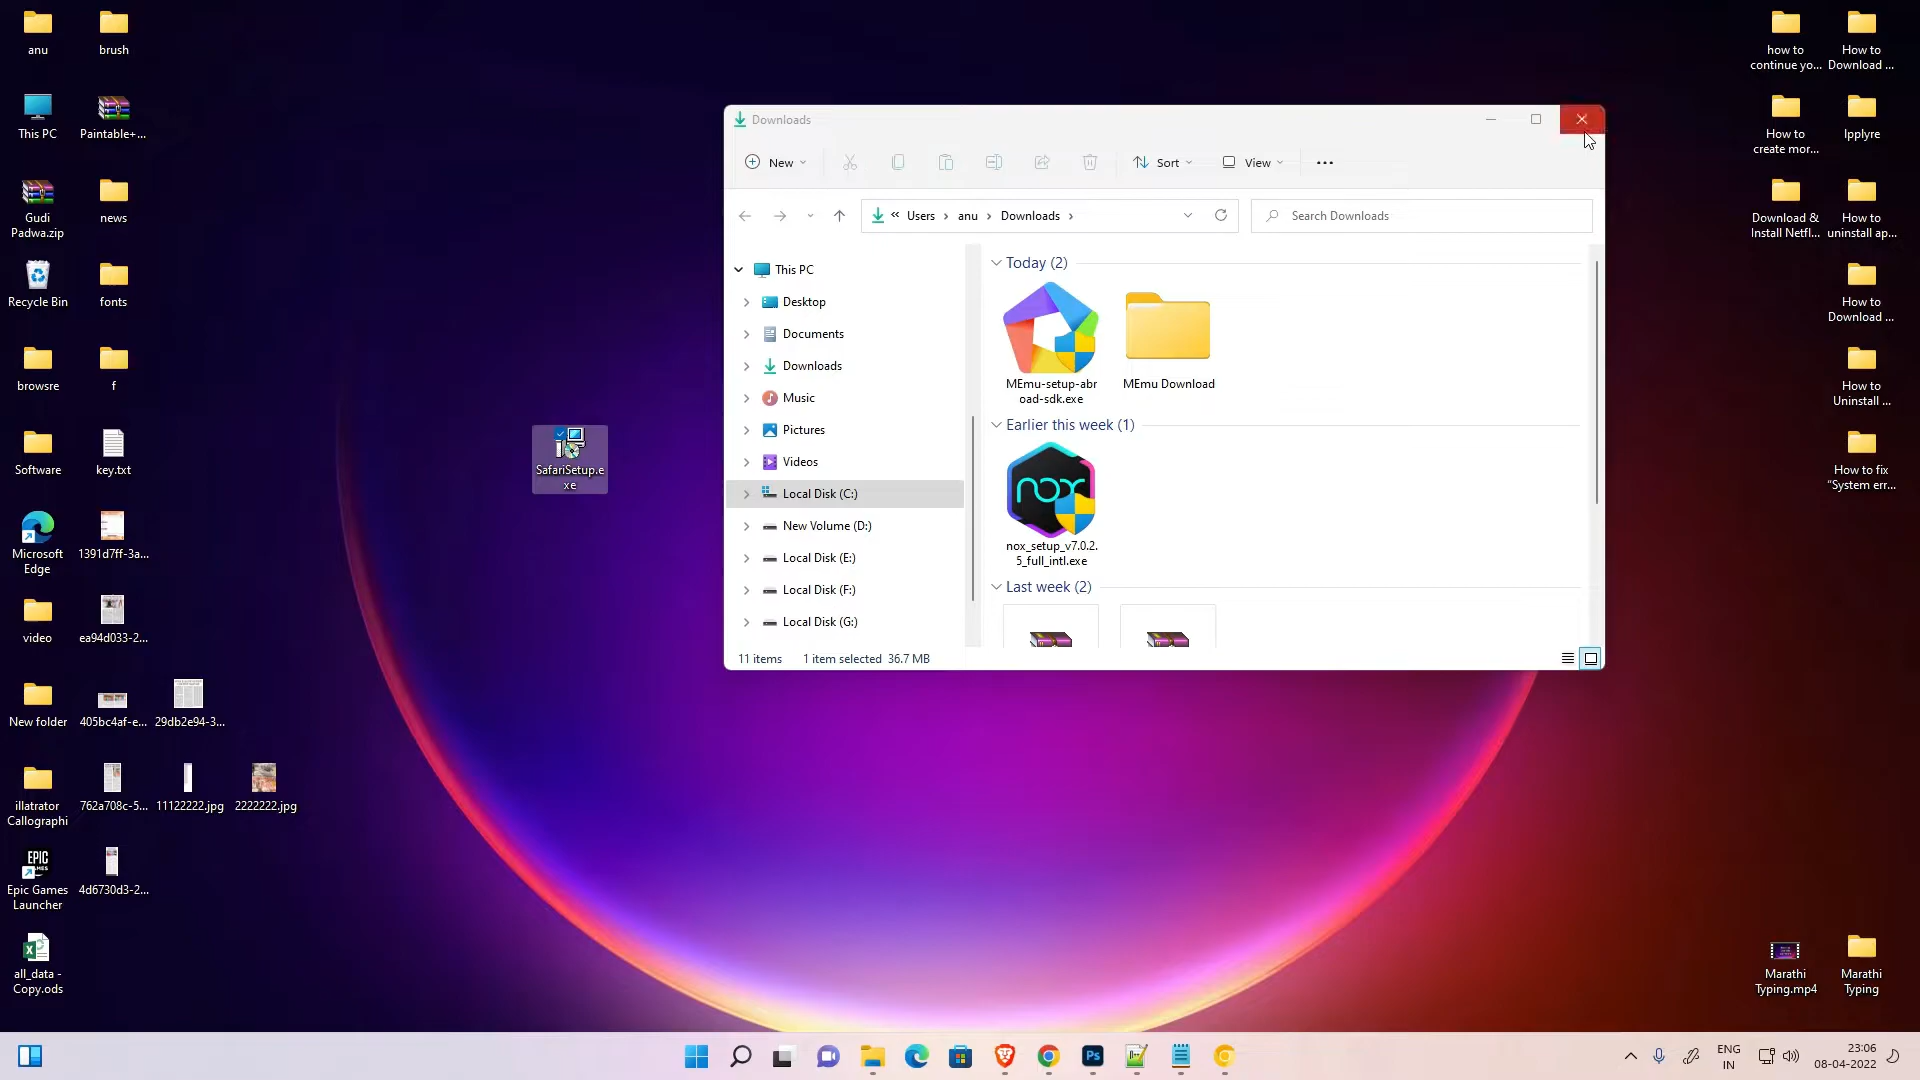 anu
brush
This PC
Paintable+...
Gudi
Padwa.zip
news
Recycle Bin
fonts
browsre
f
Software
key.txt
Microsoft
Edge
1391d7ff-3a...
video
ea94d033-2...
New folder
405bc4af-e...
29db2e94-3...
illatrator
Callographi
762a708c-5...
11122222.jpg
2222222.jpg
EPIC
Epic Games
Launcher
4d6730d3-2...
all_data -
Copy.ods
SafariSetup.e
xe
Downloads
New
Sort
View
Users
anu
Downloads
Search Downloads
This PC
Desktop
Documents
Downloads
Music
Pictures
Videos
Local Disk (C:)
New Volume (D:)
Local Disk (E:)
Local Disk (F:)
Local Disk (G:)
Today (2)
MEmu-setup-abr
oad-sdk.exe
MEmu Download
Earlier this week (1)
nox
nox_setup_v7.0.2.
5_full_intl.exe
Last week (2)
11 items
1 item selected 36.7 MB
how to
continue yo...
How to
Download ...
How to
create mor...
Ipplyre
Download &
Install Netfl...
How to
uninstall ap...
How to
Download ...
How to
Uninstall ...
How to fix
"System err...
Marathi
Typing.mp4
Marathi
Typing
Ps
ENG
IN
23:06
08-04-2022